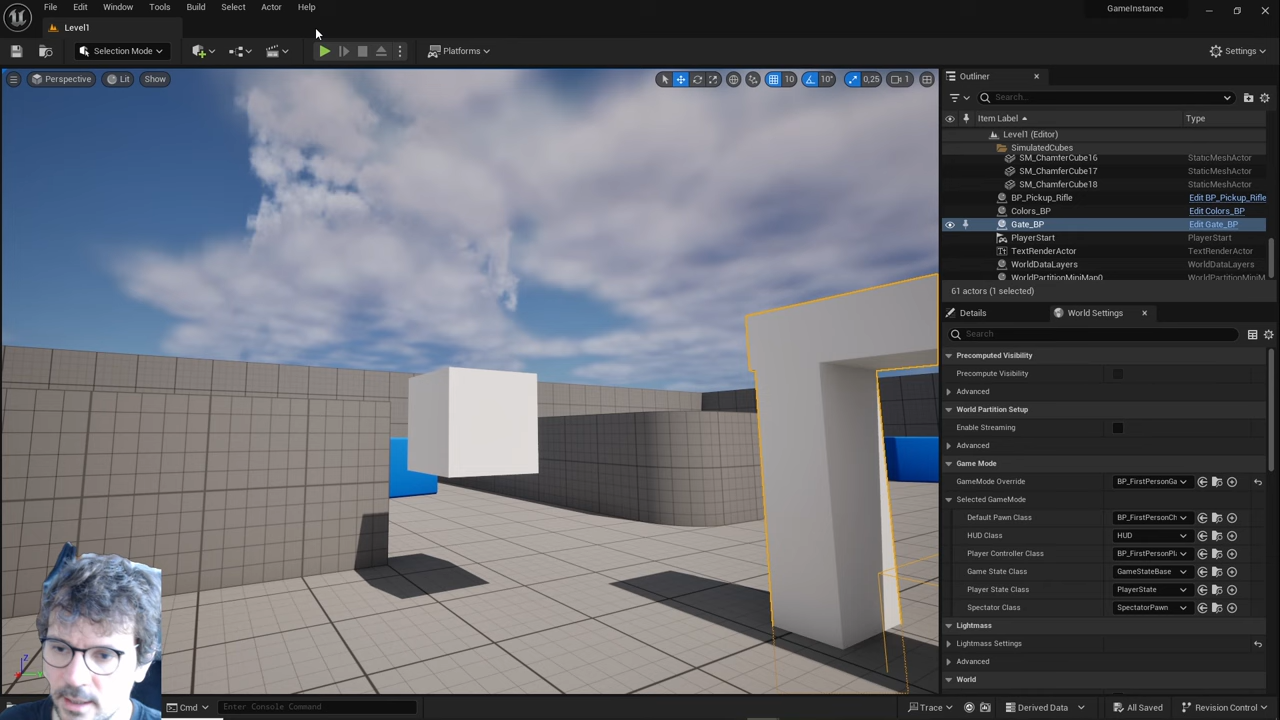 File Edit Window Tools Build Select Actor Help
GameInstance
Level1
Selection Mode
Platforms
Settings
Perspective Lit Show
10 10° 0,25 1
Outliner
Search...
Item Label Type
Level1 (Editor)
SimulatedCubes
SM_ChamferCube16 StaticMeshActor
SM_ChamferCube17 StaticMeshActor
SM_ChamferCube18 StaticMeshActor
BP_Pickup_Rifle Edit BP_Pickup_Rifle
Colors_BP Edit Colors_BP
Gate_BP Edit Gate_BP
PlayerStart PlayerStart
TextRenderActor TextRenderActor
WorldDataLayers WorldDataLayers
WorldPartitionMiniMap0 WorldPartitionMiniM
61 actors (1 selected)
Details World Settings
Search
Precomputed Visibility
Precompute Visibility
Advanced
World Partition Setup
Enable Streaming
Advanced
Game Mode
GameMode Override BP_FirstPersonGa
Selected GameMode
Default Pawn Class BP_FirstPersonCh
HUD Class HUD
Player Controller Class BP_FirstPersonPl
Game State Class GameStateBase
Player State Class PlayerState
Spectator Class SpectatorPawn
Lightmass
Lightmass Settings
Advanced
World
Cmd Enter Console Command
Trace Derived Data All Saved Revision Control